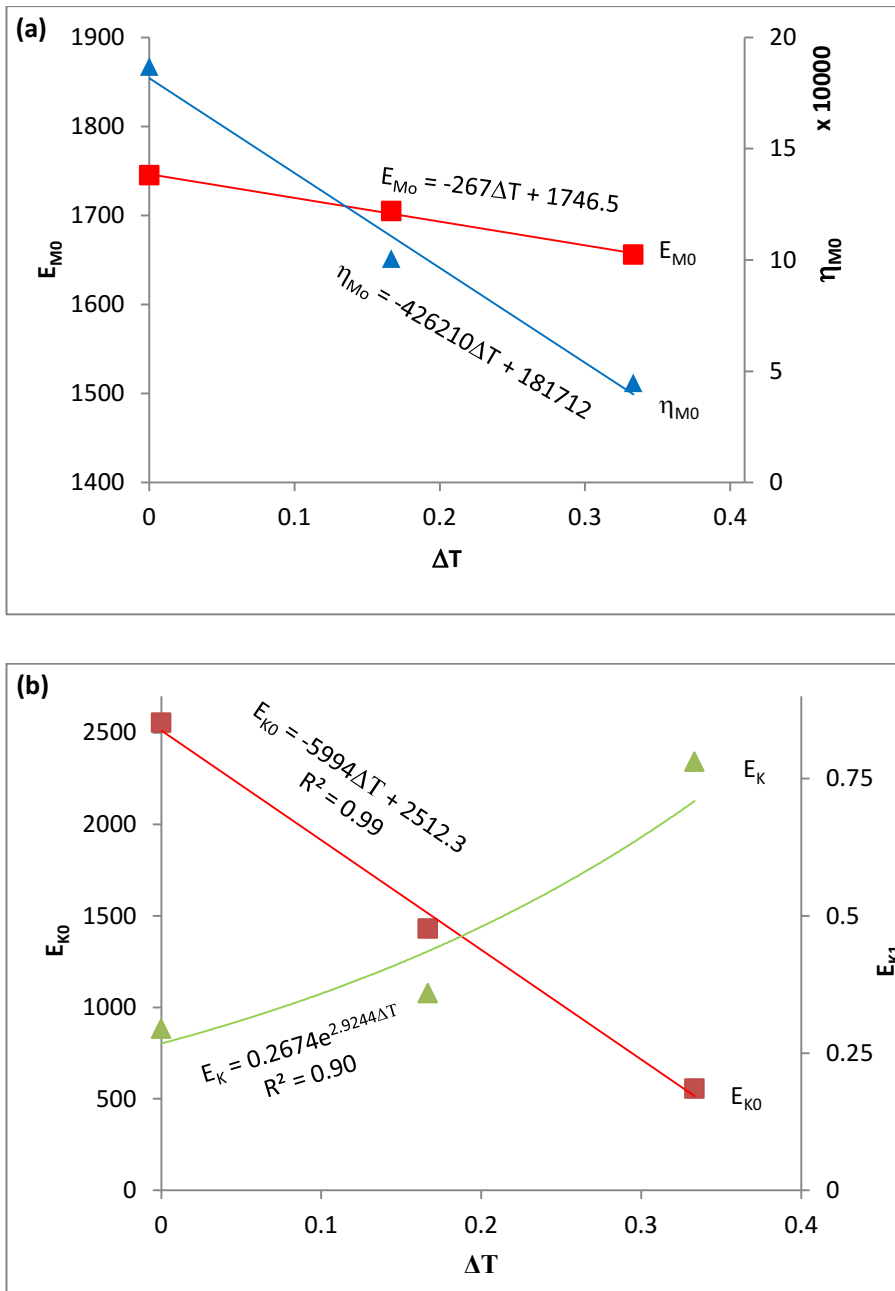 (a)
1900
1800
1700
1600
1500
1400
E_M0
20
15
10
5
0
x 10000
η_M0
E_Mo = -267ΔT + 1746.5
E_M0
η_Mo = -426210ΔT + 181712
η_M0
0
0.1
0.2
0.3
0.4
ΔT
(b)
2500
2000
1500
1000
500
0
E_K0
0.75
0.5
0.25
0
E_K1
E_K0 = -5994ΔT + 2512.3
R² = 0.99
E_K
E_K = 0.2674e^2.9244ΔT
R² = 0.90
E_K0
0
0.1
0.2
0.3
0.4
ΔT